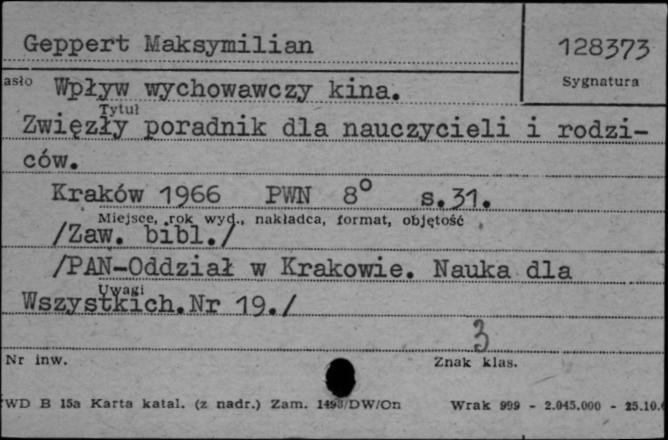 Geppert Maksymilian
128373
asło
Sygnatura
Wpływ wychowawczy kina.
Tytuł
Zwięzły poradnik dla nauczycieli i rodzi-
ców.
Kraków 1966 PWN 8° s.31.
Miejsce, rok wyd., nakładca, format, objętość
/Zaw. bibl./
/PAN-Oddział w Krakowie. Nauka dla
Uwagi
Wszystkich.Nr 19./
3
Nr inw.
Znak klas.
WD B 15a Karta katal. (z nadr.) Zam. 1493/DW/On Wrak 999 - 2.045.000 - 25.10.